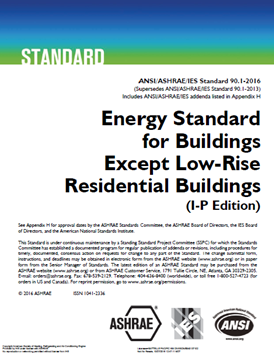 STANDARD
ANSI/ASHRAE/IES Standard 90.1-2016
(Supersedes ANSI/ASHRAE/IES Standard 90.1-2013)
Includes ANSI/ASHRAE/IES addenda listed in Appendix H
Energy Standard
for Buildings
Except Low-Rise
Residential Buildings
(I-P Edition)
See Appendix H for approval dates by the ASHRAE Standards Committee, the ASHRAE Board of Directors, the IES Board
of Directors, and the American National Standards Institute.
This Standard is under continuous maintenance by a Standing Standard Project Committee (SSPC) for which the Standards
Committee has established a documented program for regular publication of addenda or revisions, including procedures for
timely, documented, consensus action on requests for change to any part of the Standard. The change submittal form,
instructions, and deadlines may be obtained in electronic form from the ASHRAE website (www.ashrae.org) or in paper
form from the Senior Manager of Standards. The latest edition of an ASHRAE Standard may be purchased from the
ASHRAE website (www.ashrae.org) or from ASHRAE Customer Service, 1791 Tullie Circle, NE, Atlanta, GA 30329-2305.
E-mail: orders@ashrae.org. Fax: 678-539-2129. Telephone: 404-636-8400 (worldwide), or toll free 1-800-527-4723 (for
orders in US and Canada). For reprint permission, go to www.ashrae.org/permissions.
© 2016 ASHRAE ISSN 1041-2336
ASHRAE
IES
ANSI